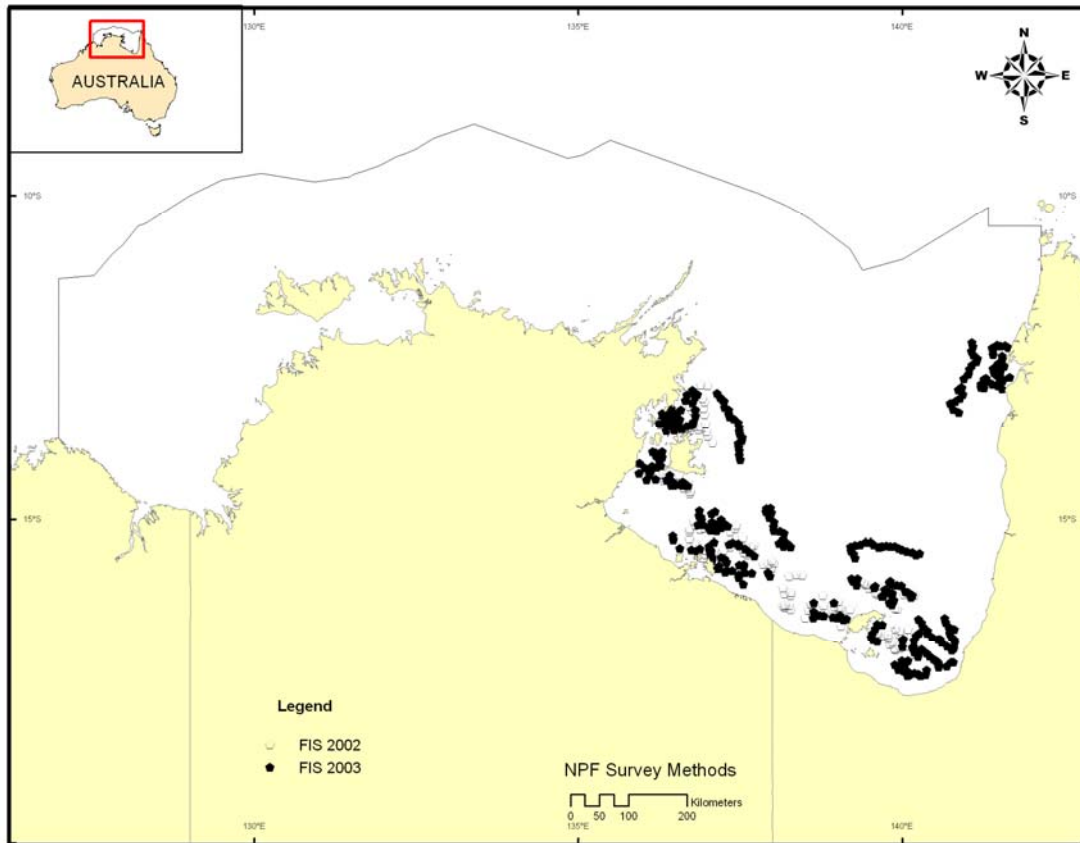 130°E
135°E
140°E
AUSTRALIA
N
W
E
S
10°S
10°S
15°S
15°S
Legend
FIS 2002
FIS 2003
NPF Survey Methods
Kilometers
0 50 100 200
130°E
135°E
140°E